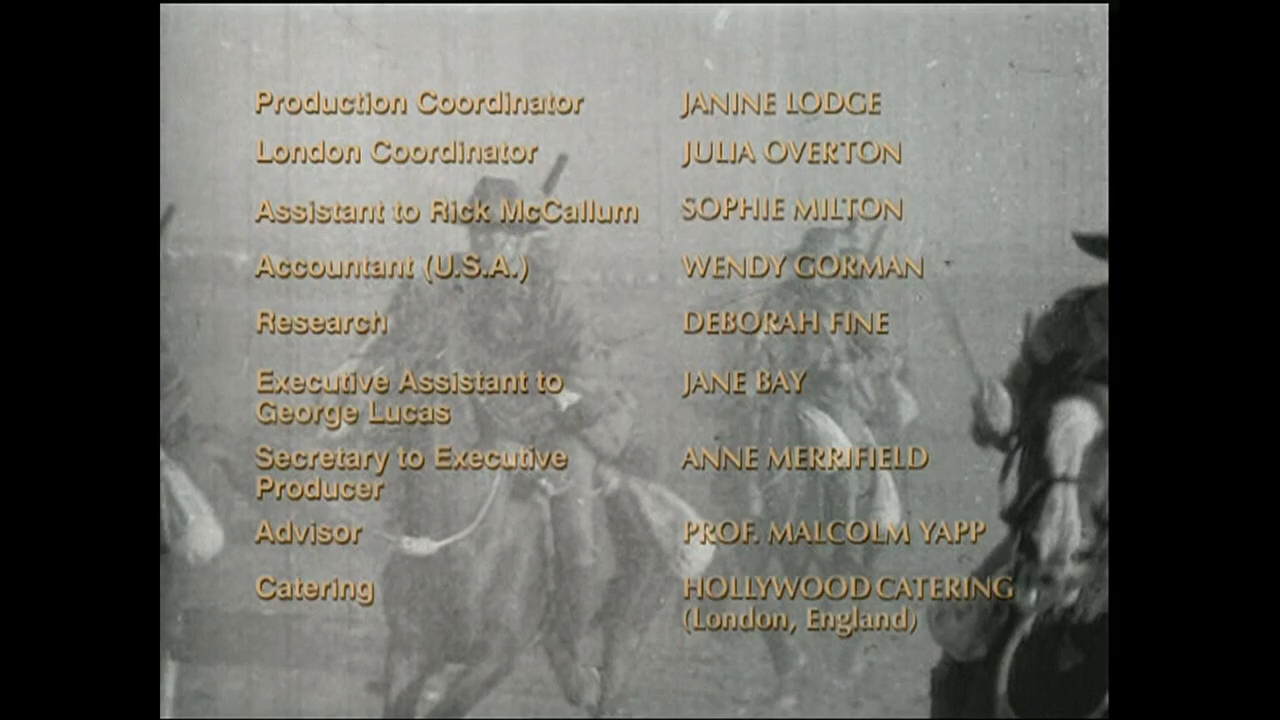 Production Coordinator JANINE LODGE
London Coordinator JULIA OVERTON
Assistant to Rick McCallum SOPHIE MILTON
Accountant (U.S.A.) WENDY GORMAN
Research DEBORAH FINE
Executive Assistant to JANE BAY
George Lucas
Secretary to Executive ANNE MERRIFIELD
Producer
Advisor PROF. MALCOLM YAPP
Catering HOLLYWOOD CATERING
(London, England)